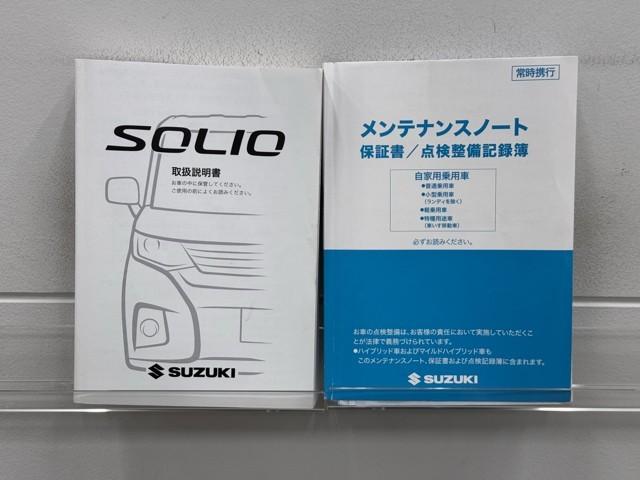 SOLIO
取扱説明書
お車の中に保管してください。
ご使用の前によくお読みください。
SUZUKI
常時携行
メンテナンスノート
保証書／点検整備記録簿
自家用乗用車
●普通乗用車
●小型乗用車
(ランディを除く)
●軽乗用車
●特種用途車
(車いす移動車)
必ずお読みください。
お車の点検整備は、お客様の責任において実施していただくこ
とが法律で義務づけられています。
●ハイブリッド車およびマイルドハイブリッド車も
このメンテナンスノート、保証書および点検記録簿に含まれます。
SUZUKI